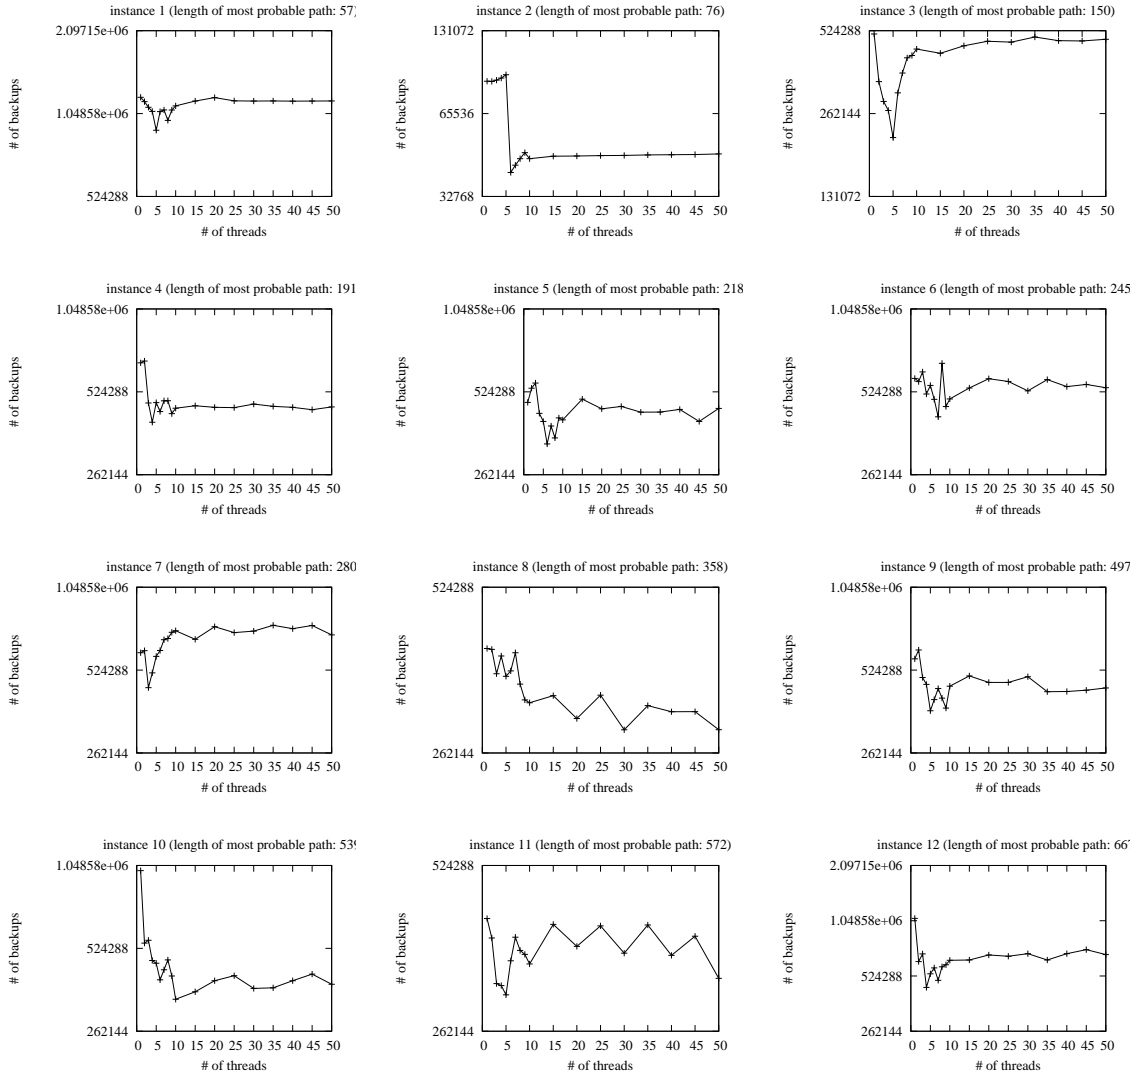 instance 1 (length of most probable path: 57)
2.09715e+06
1.04858e+06
524288
# of backups
0 5 10 15 20 25 30 35 40 45 50
# of threads
instance 2 (length of most probable path: 76)
131072
65536
32768
# of backups
0 5 10 15 20 25 30 35 40 45 50
# of threads
instance 3 (length of most probable path: 150)
524288
262144
131072
# of backups
0 5 10 15 20 25 30 35 40 45 50
# of threads
instance 4 (length of most probable path: 191
1.04858e+06
524288
262144
# of backups
0 5 10 15 20 25 30 35 40 45 50
# of threads
instance 5 (length of most probable path: 218
1.04858e+06
524288
262144
# of backups
0 5 10 15 20 25 30 35 40 45 50
# of threads
instance 6 (length of most probable path: 245
1.04858e+06
524288
262144
# of backups
0 5 10 15 20 25 30 35 40 45 50
# of threads
instance 7 (length of most probable path: 280
1.04858e+06
524288
262144
# of backups
0 5 10 15 20 25 30 35 40 45 50
# of threads
instance 8 (length of most probable path: 358)
524288
262144
# of backups
0 5 10 15 20 25 30 35 40 45 50
# of threads
instance 9 (length of most probable path: 497
1.04858e+06
524288
262144
# of backups
0 5 10 15 20 25 30 35 40 45 50
# of threads
instance 10 (length of most probable path: 539
1.04858e+06
524288
262144
# of backups
0 5 10 15 20 25 30 35 40 45 50
# of threads
instance 11 (length of most probable path: 572)
524288
262144
# of backups
0 5 10 15 20 25 30 35 40 45 50
# of threads
instance 12 (length of most probable path: 667
2.09715e+06
1.04858e+06
524288
262144
# of backups
0 5 10 15 20 25 30 35 40 45 50
# of threads